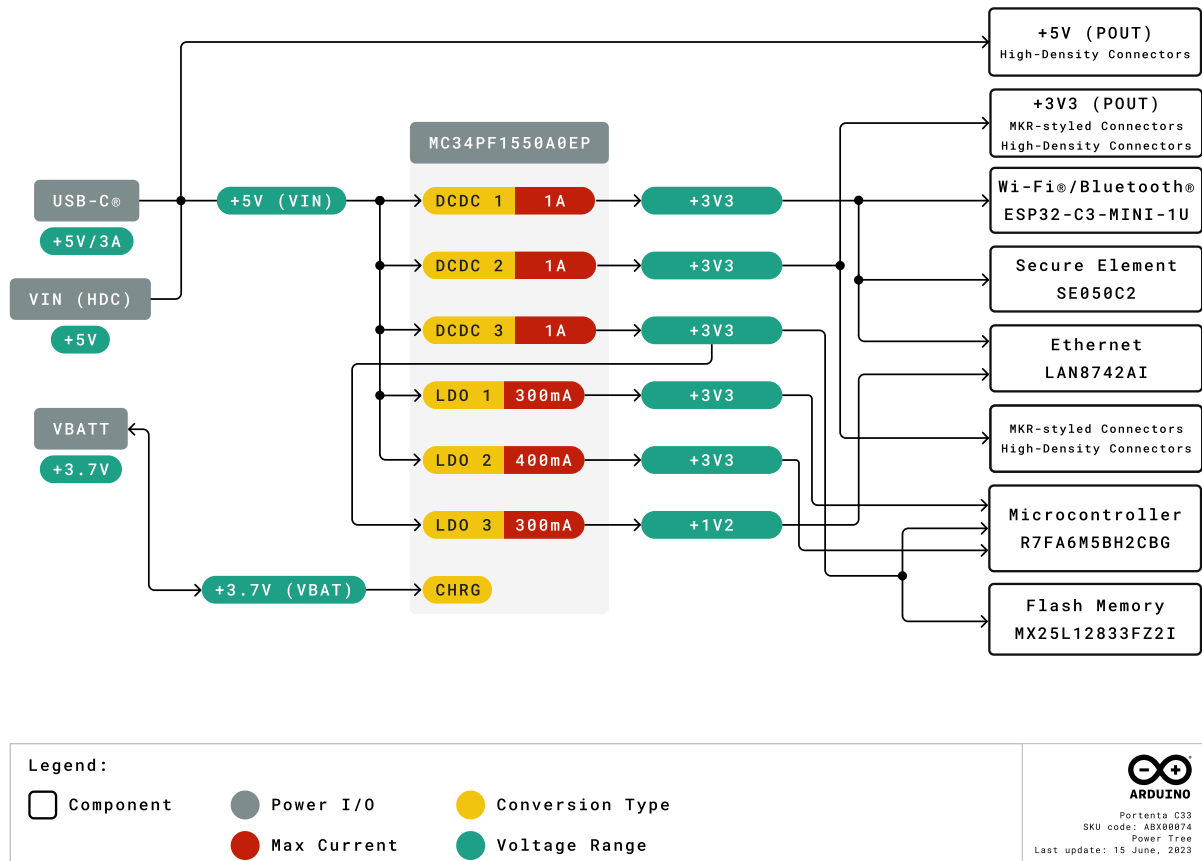 +5V (POUT)
High-Density Connectors
+3V3 (POUT)
MKR-styled Connectors
High-Density Connectors
MC34PF1550A0EP
USB-C®
+5V/3A
+5V (VIN)
DCDC 1 1A
+3V3
Wi-Fi®/Bluetooth®
ESP32-C3-MINI-1U
DCDC 2 1A
+3V3
Secure Element
SE050C2
VIN (HDC)
+5V
DCDC 3 1A
+3V3
Ethernet
LAN8742AI
LDO 1 300mA
+3V3
VBATT
+3.7V
MKR-styled Connectors
High-Density Connectors
LDO 2 400mA
+3V3
LDO 3 300mA
+1V2
Microcontroller
R7FA6M5BH2CBG
+3.7V (VBAT)
CHRG
Flash Memory
MX25L12833FZ2I
Legend:
Component
Power I/O
Conversion Type
Max Current
Voltage Range
ARDUINO
Portenta C33
SKU code: ABX00074
Power Tree
Last update: 15 June, 2023